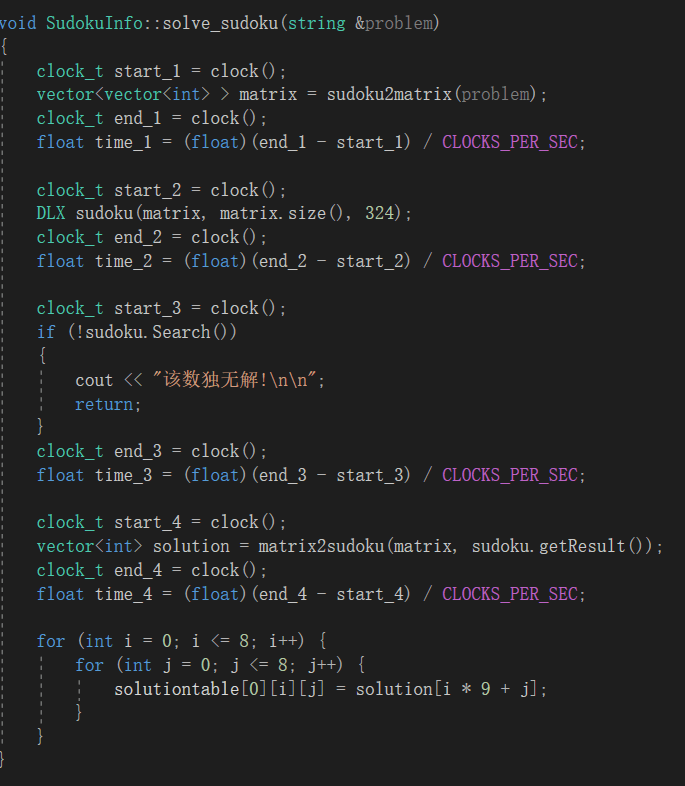 void SudokuInfo::solve_sudoku(string &problem)
{
clock_t start_1 = clock();
vector<vector<int> > matrix = sudoku2matrix(problem);
clock_t end_1 = clock();
float time_1 = (float)(end_1 - start_1) / CLOCKS_PER_SEC;
clock_t start_2 = clock();
DLX sudoku(matrix, matrix.size(), 324);
clock_t end_2 = clock();
float time_2 = (float)(end_2 - start_2) / CLOCKS_PER_SEC;
clock_t start_3 = clock();
if (!sudoku.Search())
{
cout << "该数独无解!\n\n";
return;
}
clock_t end_3 = clock();
float time_3 = (float)(end_3 - start_3) / CLOCKS_PER_SEC;
clock_t start_4 = clock();
vector<int> solution = matrix2sudoku(matrix, sudoku.getResult());
clock_t end_4 = clock();
float time_4 = (float)(end_4 - start_4) / CLOCKS_PER_SEC;
for (int i = 0; i <= 8; i++) {
for (int j = 0; j <= 8; j++) {
solutiontable[0][i][j] = solution[i * 9 + j];
}
}
}